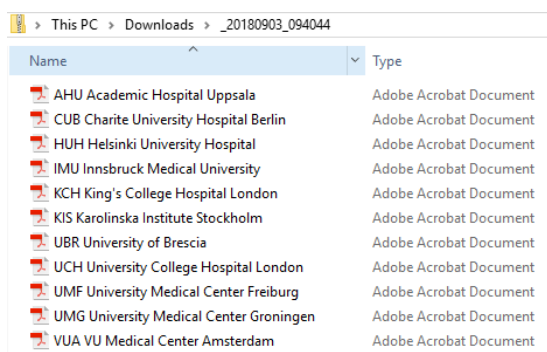 > This PC > Downloads > _20180903_094044
Name Type
AHU Academic Hospital Uppsala Adobe Acrobat Document
CUB Charite University Hospital Berlin Adobe Acrobat Document
HUH Helsinki University Hospital Adobe Acrobat Document
IMU Innsbruck Medical University Adobe Acrobat Document
KCH King's College Hospital London Adobe Acrobat Document
KIS Karolinska Institute Stockholm Adobe Acrobat Document
UBR University of Brescia Adobe Acrobat Document
UCH University College Hospital London Adobe Acrobat Document
UMF University Medical Center Freiburg Adobe Acrobat Document
UMG University Medical Center Groningen Adobe Acrobat Document
VUA VU Medical Center Amsterdam Adobe Acrobat Document